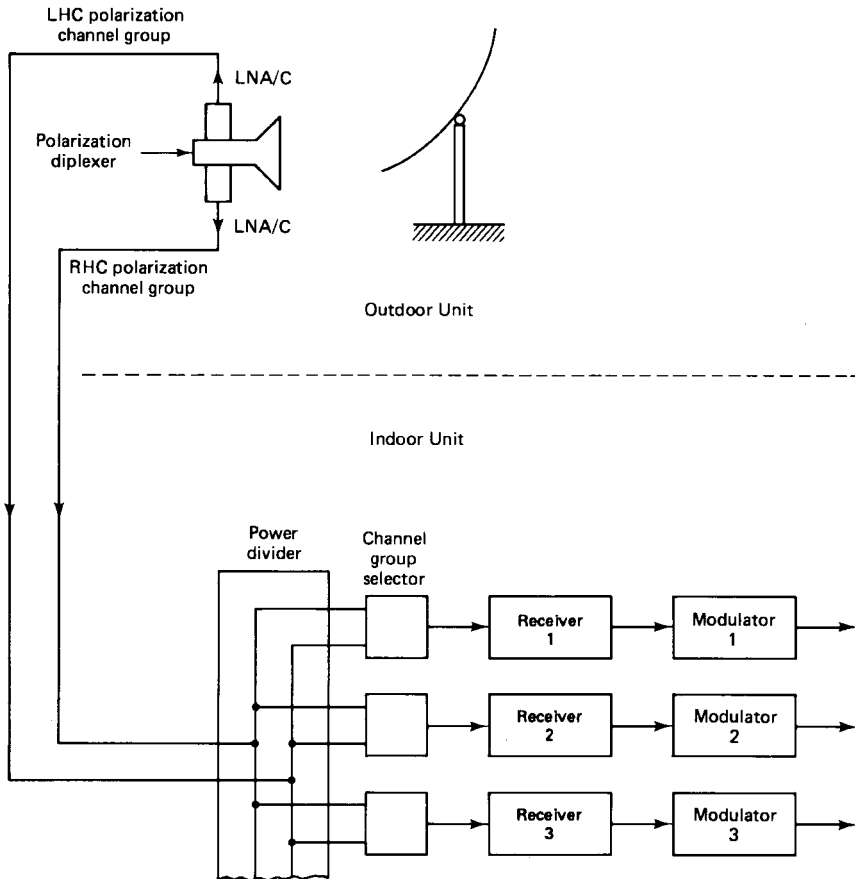 LHC polarization
channel group
LNA/C
Polarization
diplexer
LNA/C
RHC polarization
channel group
Outdoor Unit
Indoor Unit
Power
divider
Channel
group
selector
Receiver
1
Modulator
1
Receiver
2
Modulator
2
Receiver
3
Modulator
3